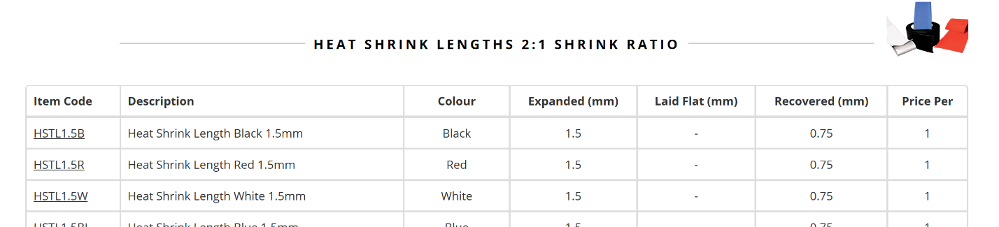 HEAT SHRINK LENGTHS 2:1 SHRINK RATIO
Item Code Description Colour Expanded (mm) Laid Flat (mm) Recovered (mm) Price Per
HSTL1.5B Heat Shrink Length Black 1.5mm Black 1.5 - 0.75 1
HSTL1.5R Heat Shrink Length Red 1.5mm Red 1.5 - 0.75 1
HSTL1.5W Heat Shrink Length White 1.5mm White 1.5 - 0.75 1
HSTL1.5BL Heat Shrink Length Blue 1.5mm Blue 1.5 - 0.75 1